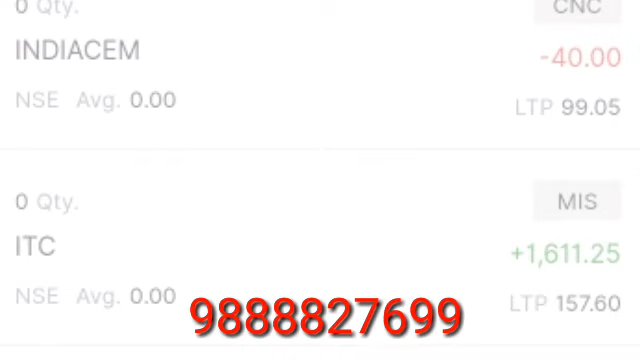 0 Qty. CNC
INDIACEM -40.00
NSE Avg. 0.00 LTP 99.05
0 Qty. MIS
ITC +1,611.25
NSE Avg. 0.00 LTP 157.60
9888827699